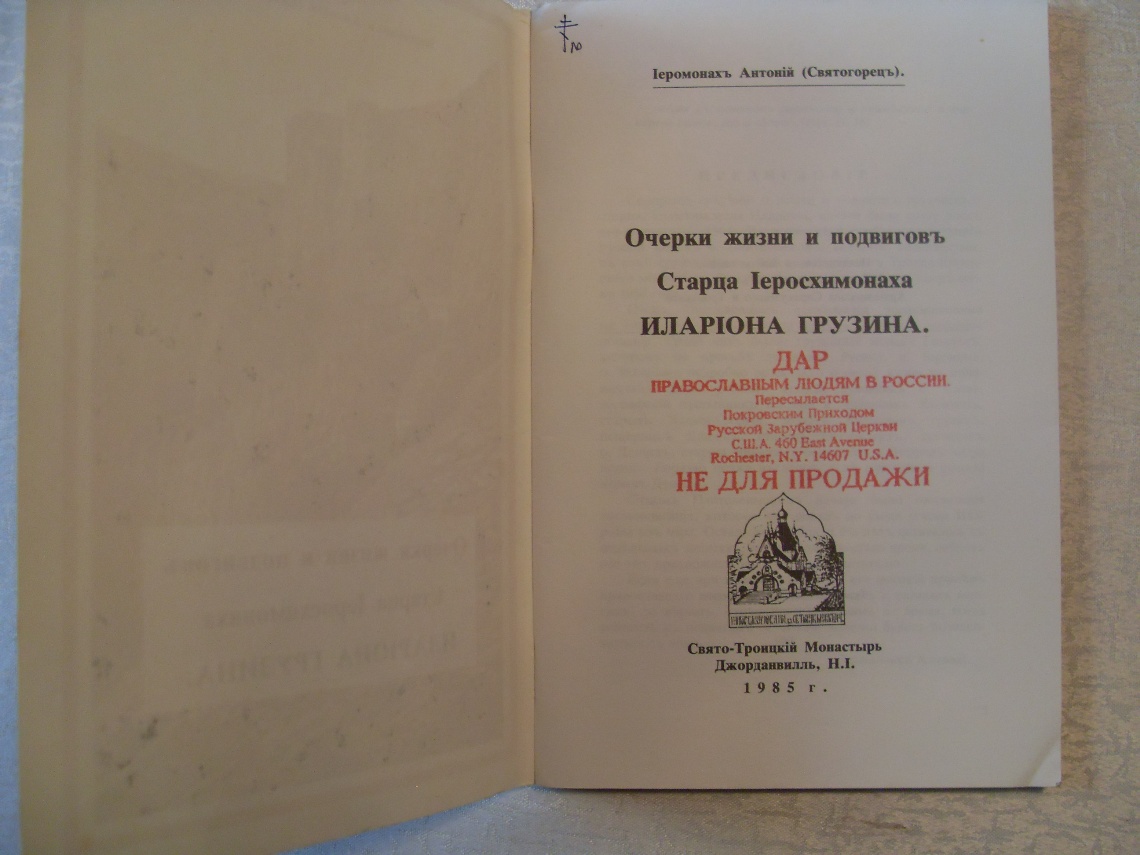 Іеромонахъ Антоній (Святогорецъ).
Очерки жизни и подвиговъ
Старца Іеросхимонаха
ИЛАРІОНА ГРУЗИНА.
ДАР
ПРАВОСЛАВНЫМ ЛЮДЯМ В РОССИИ.
Пересылается
Покровским Приходом
Русской Зарубежной Церкви
С.Ш.А. 460 East Avenue
Rochester, N.Y. 14607 U.S.A.
НЕ ДЛЯ ПРОДАЖИ
Свято-Троицкій Монастырь
Джорданвилль, Н.І.
1985 г.